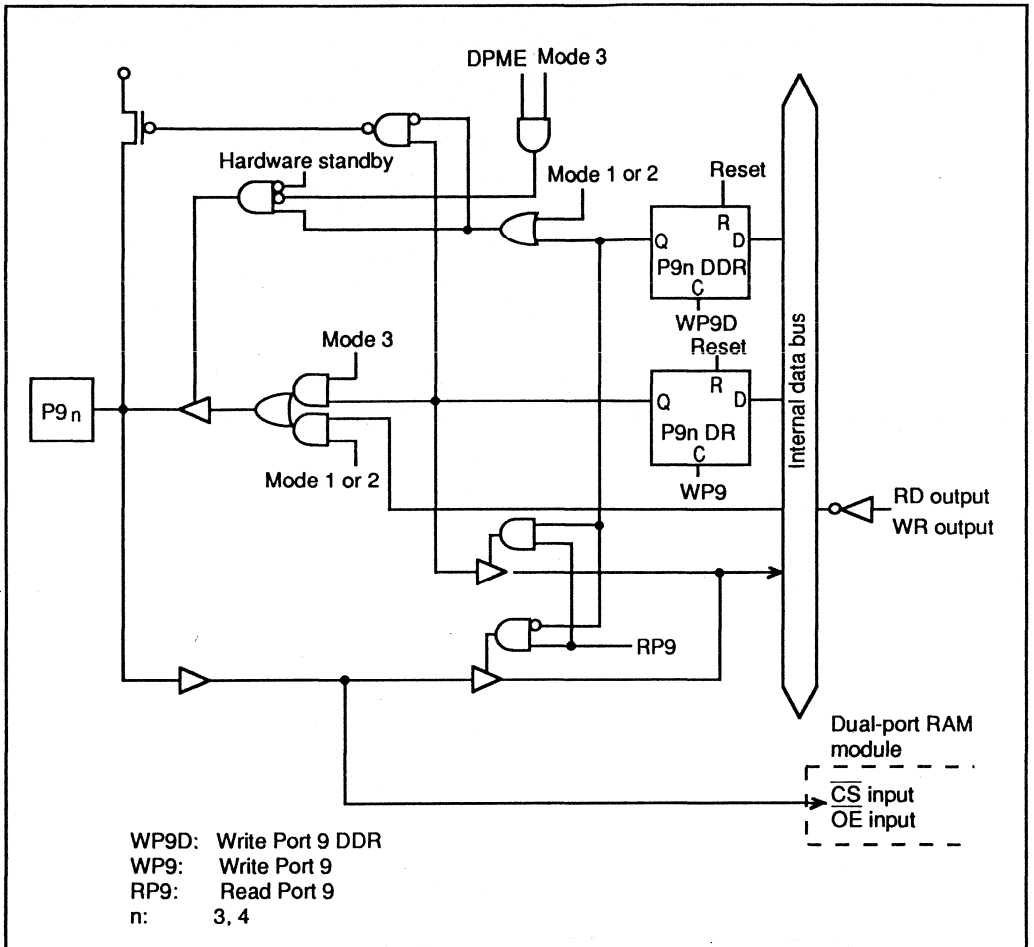 DPME Mode 3
Hardware standby
Mode 1 or 2
Reset
R
Q D
P9n DDR
C
WP9D
Reset
Mode 3
R
Q D
P9n
P9n DR
C
Mode 1 or 2
WP9
Internal data bus
RD output
WR output
RP9
Dual-port RAM
module
C̅S̅ input
O̅E̅ input
WP9D: Write Port 9 DDR
WP9: Write Port 9
RP9: Read Port 9
n: 3, 4